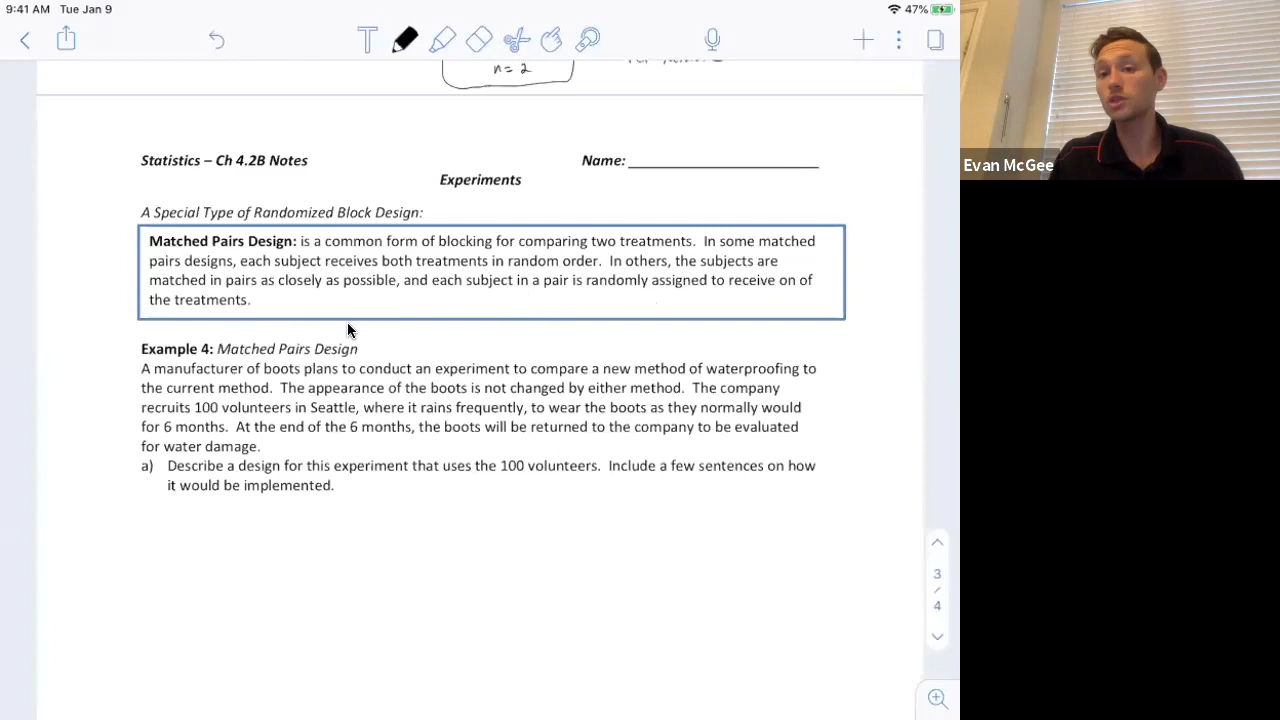 9:41 AM Tue Jan 9
47%
T
n = 2
Statistics – Ch 4.2B Notes
Name:
Experiments
A Special Type of Randomized Block Design:
Matched Pairs Design: is a common form of blocking for comparing two treatments. In some matched
pairs designs, each subject receives both treatments in random order. In others, the subjects are
matched in pairs as closely as possible, and each subject in a pair is randomly assigned to receive on of
the treatments.
Example 4: Matched Pairs Design
A manufacturer of boots plans to conduct an experiment to compare a new method of waterproofing to
the current method. The appearance of the boots is not changed by either method. The company
recruits 100 volunteers in Seattle, where it rains frequently, to wear the boots as they normally would
for 6 months. At the end of the 6 months, the boots will be returned to the company to be evaluated
for water damage.
a) Describe a design for this experiment that uses the 100 volunteers. Include a few sentences on how
it would be implemented.
3
/
4
Evan McGee